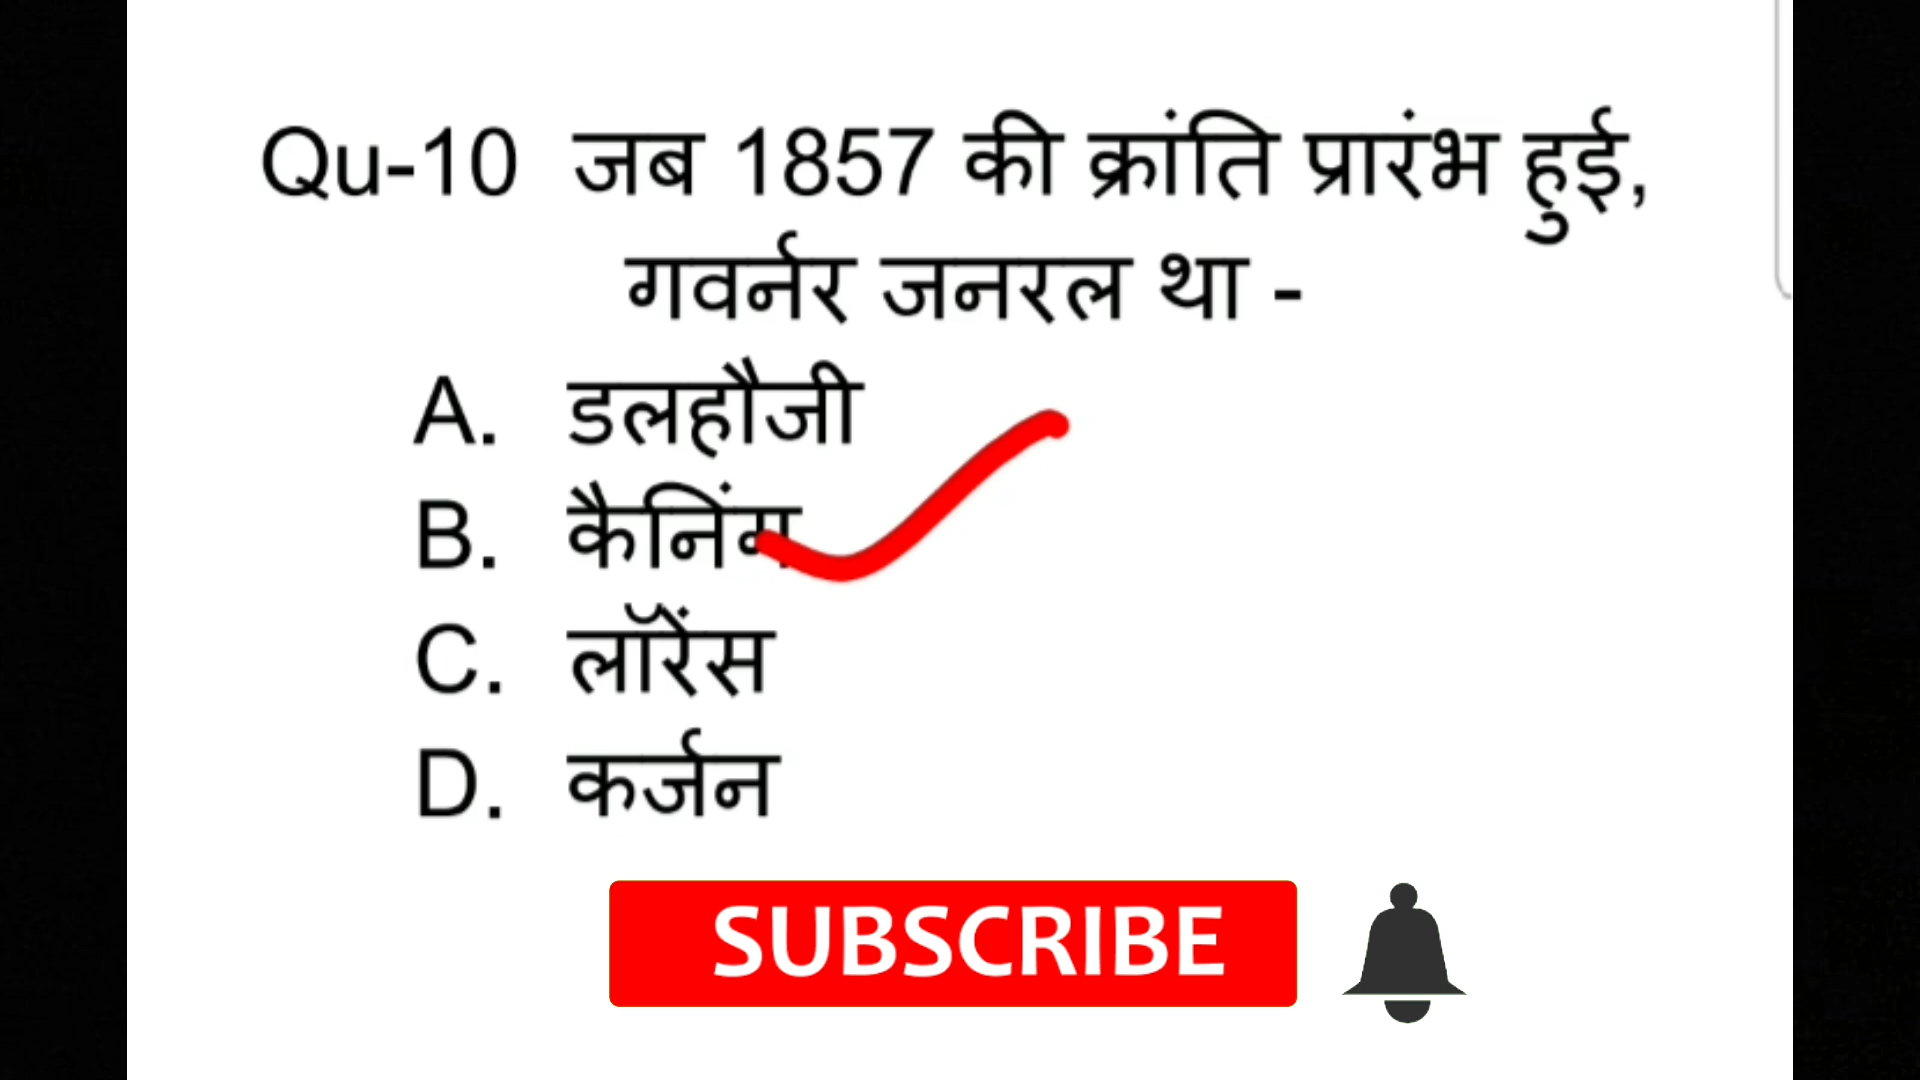 Qu-10 जब 1857 की क्रांति प्रारंभ हुई,
गवर्नर जनरल था -
A. डलहौजी
B. कैनिंग
C. लॉरेंस
D. कर्जन
SUBSCRIBE